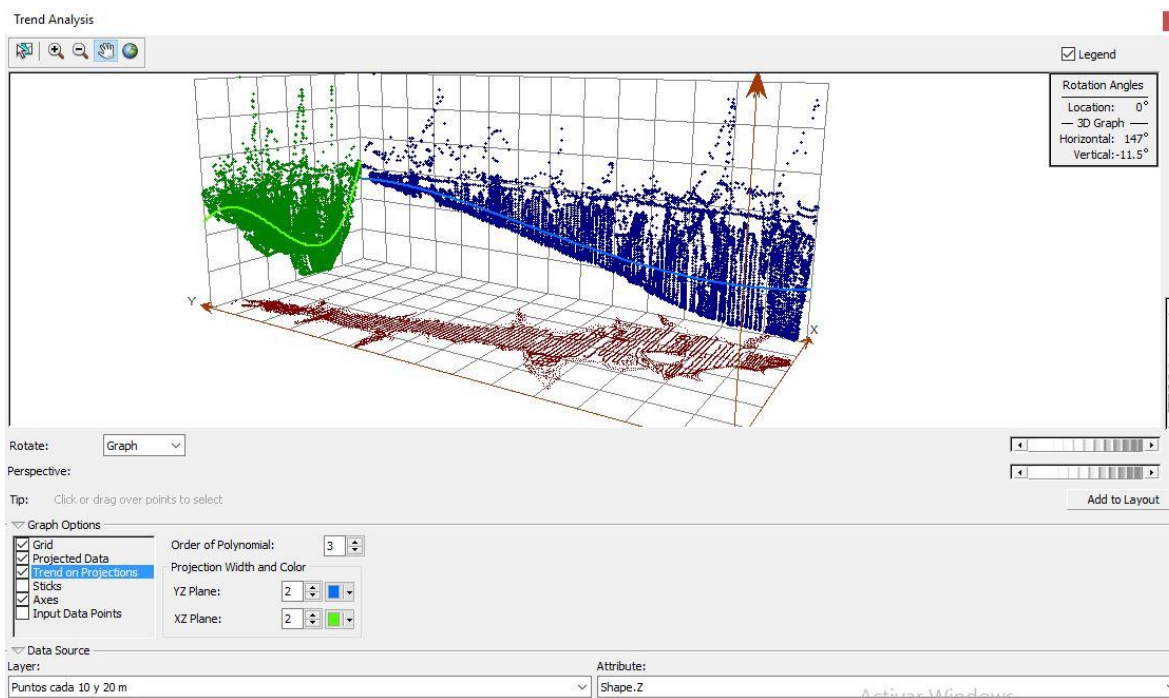 Trend Analysis
Legend
Rotation Angles
Location: 0°
3D Graph
Horizontal: 147°
Vertical:-11.5°
Y
X
Rotate: Graph
Perspective:
Tip: Click or drag over points to select
Add to Layout
Graph Options
Grid
Projected Data
Trend on Projections
Sticks
Axes
Input Data Points
Order of Polynomial: 3
Projection Width and Color
YZ Plane: 2
XZ Plane: 2
Data Source
Layer: Attribute:
Puntos cada 10 y 20 m Shape.Z
Activar Windows